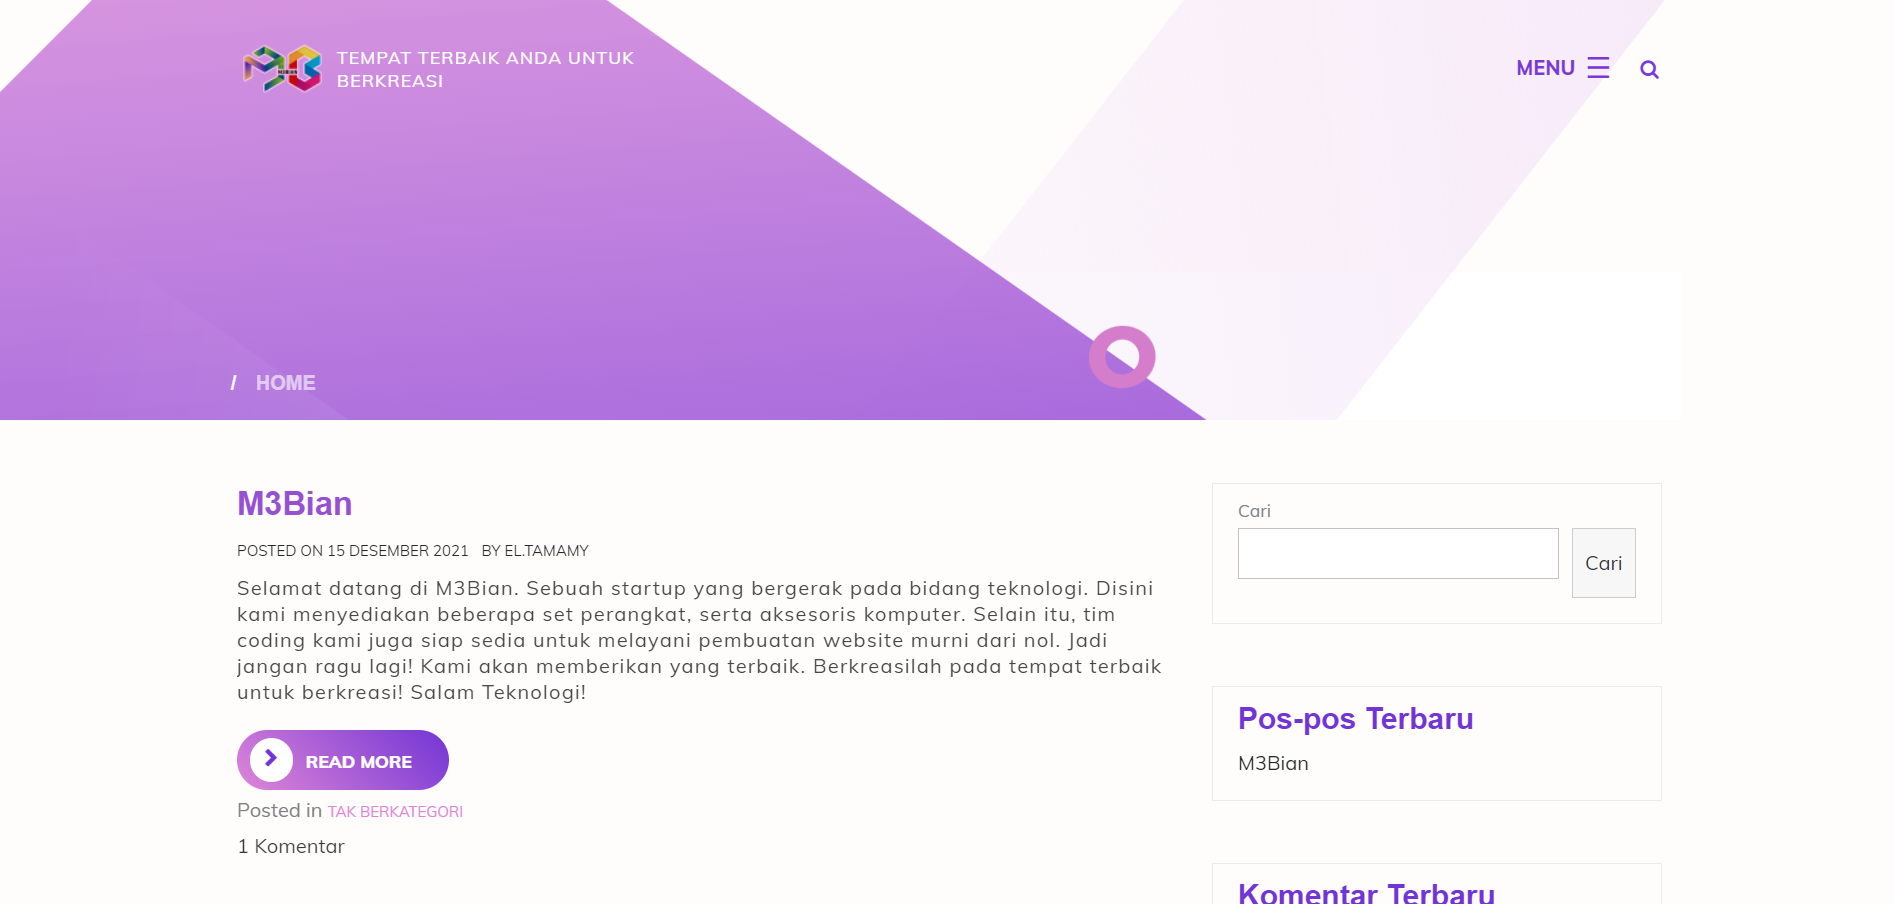 M3BIAN
TEMPAT TERBAIK ANDA UNTUK
BERKREASI
MENU
/ HOME
M3Bian
POSTED ON 15 DESEMBER 2021 BY EL.TAMAMY
Selamat datang di M3Bian. Sebuah startup yang bergerak pada bidang teknologi. Disini
kami menyediakan beberapa set perangkat, serta aksesoris komputer. Selain itu, tim
coding kami juga siap sedia untuk melayani pembuatan website murni dari nol. Jadi
jangan ragu lagi! Kami akan memberikan yang terbaik. Berkreasilah pada tempat terbaik
untuk berkreasi! Salam Teknologi!
READ MORE
Posted in TAK BERKATEGORI
1 Komentar
Cari
Cari
Pos-pos Terbaru
M3Bian
Komentar Terbaru